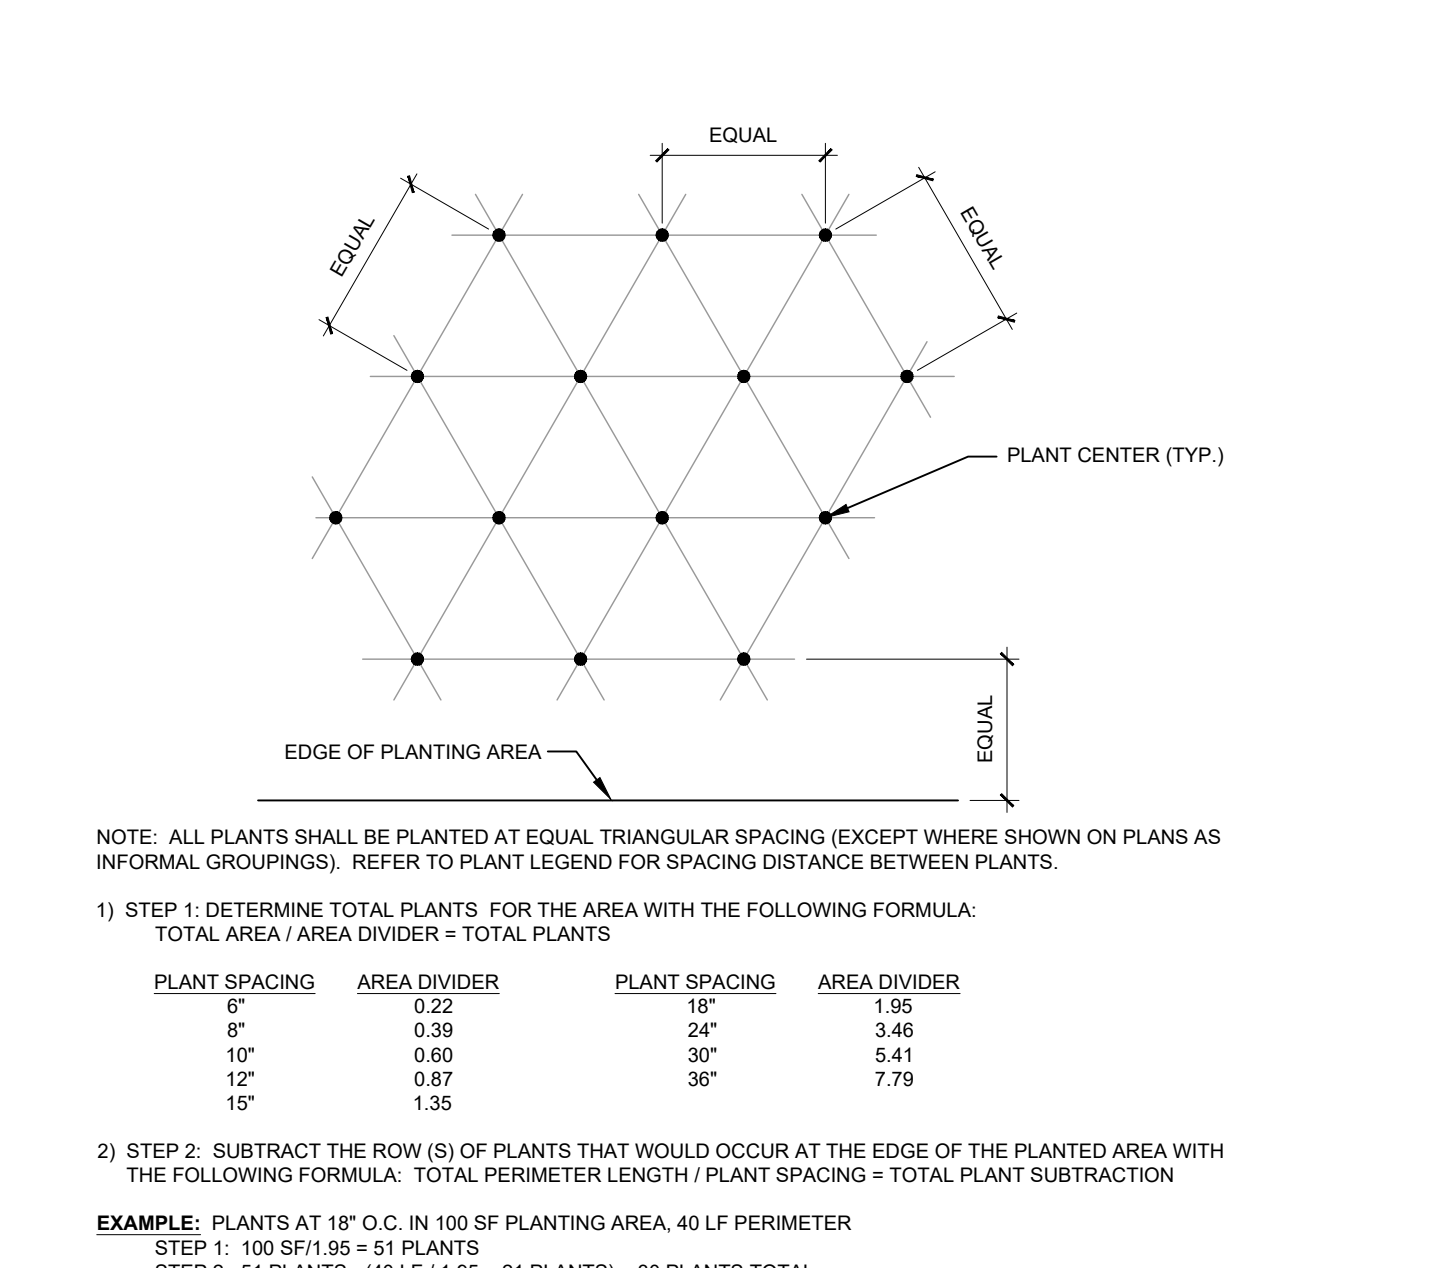 EQUAL
EQUAL
EQUAL
PLANT CENTER (TYP.)
EQUAL
EDGE OF PLANTING AREA
NOTE: ALL PLANTS SHALL BE PLANTED AT EQUAL TRIANGULAR SPACING (EXCEPT WHERE SHOWN ON PLANS AS
INFORMAL GROUPINGS). REFER TO PLANT LEGEND FOR SPACING DISTANCE BETWEEN PLANTS.
1) STEP 1: DETERMINE TOTAL PLANTS FOR THE AREA WITH THE FOLLOWING FORMULA:
TOTAL AREA / AREA DIVIDER = TOTAL PLANTS
PLANT SPACING AREA DIVIDER PLANT SPACING AREA DIVIDER
6" 0.22 18" 1.95
8" 0.39 24" 3.46
10" 0.60 30" 5.41
12" 0.87 36" 7.79
15" 1.35
2) STEP 2: SUBTRACT THE ROW (S) OF PLANTS THAT WOULD OCCUR AT THE EDGE OF THE PLANTED AREA WITH
THE FOLLOWING FORMULA: TOTAL PERIMETER LENGTH / PLANT SPACING = TOTAL PLANT SUBTRACTION
EXAMPLE: PLANTS AT 18" O.C. IN 100 SF PLANTING AREA, 40 LF PERIMETER
STEP 1: 100 SF/1.95 = 51 PLANTS